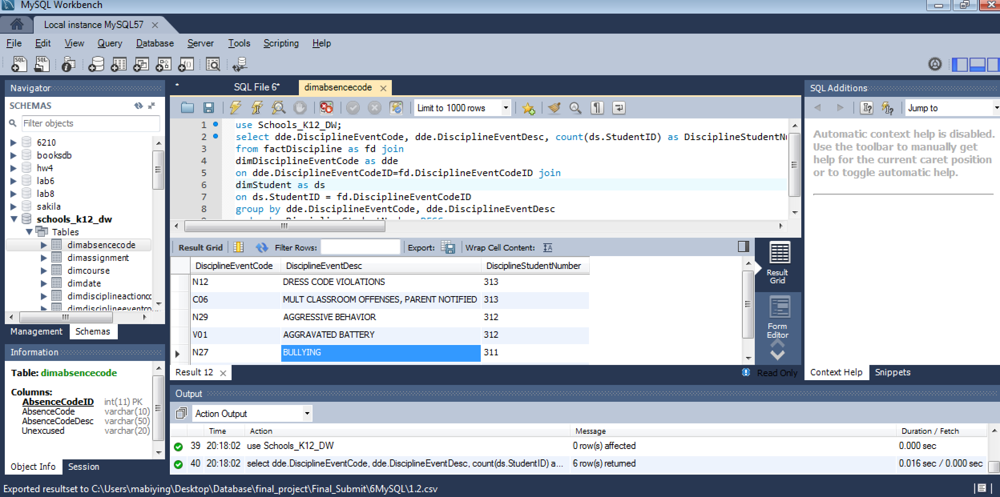 MySQL Workbench
Local instance MySQL57
File Edit View Query Database Server Tools Scripting Help
Navigator
SCHEMAS
Filter objects
6210
booksdb
hw4
lab6
lab8
sakila
schools_k12_dw
Tables
dimabsencecode
dimassignment
dimcourse
dimdate
dimdisciplineactioncc
dimdisciplineeventco
Management Schemas
Information
Table: dimabsencecode
Columns:
AbsenceCodeID int(11) PK
AbsenceCode varchar(10)
AbsenceCodeDesc varchar(50)
Unexcused varchar(20)
Object Info Session
* SQL File 6* dimabsencecode
Limit to 1000 rows
1 use Schools_K12_DW;
2 select dde.DisciplineEventCode, dde.DisciplineEventDesc, count(ds.StudentID) as DisciplineStudentNu
3 from factDiscipline as fd join
4 dimDisciplineEventCode as dde
5 on dde.DisciplineEventCodeID=fd.DisciplineEventCodeID join
6 dimStudent as ds
7 on ds.StudentID = fd.DisciplineEventCodeID
8 group by dde.DisciplineEventCode, dde.DisciplineEventDesc
Result Grid Filter Rows: Export: Wrap Cell Content:
DisciplineEventCode DisciplineEventDesc DisciplineStudentNumber
N12 DRESS CODE VIOLATIONS 313
C06 MULT CLASSROOM OFFENSES, PARENT NOTIFIED 313
N29 AGGRESSIVE BEHAVIOR 312
V01 AGGRAVATED BATTERY 312
N27 BULLYING 311
Result
Grid
Form
Editor
Result 12 Read Only
SQL Additions
Jump to
Automatic context help is disabled.
Use the toolbar to manually get
help for the current caret position
or to toggle automatic help.
Context Help Snippets
Output
Action Output
Time Action Message Duration / Fetch
39 20:18:02 use Schools_K12_DW 0 row(s) affected 0.000 sec
40 20:18:02 select dde.DisciplineEventCode, dde.DisciplineEventDesc, count(ds.StudentID) a... 6 row(s) returned 0.016 sec / 0.000 sec
Exported resultset to C:\Users\mabiying\Desktop\Database\final_project\Final_Submit\6MySQL\1.2.csv